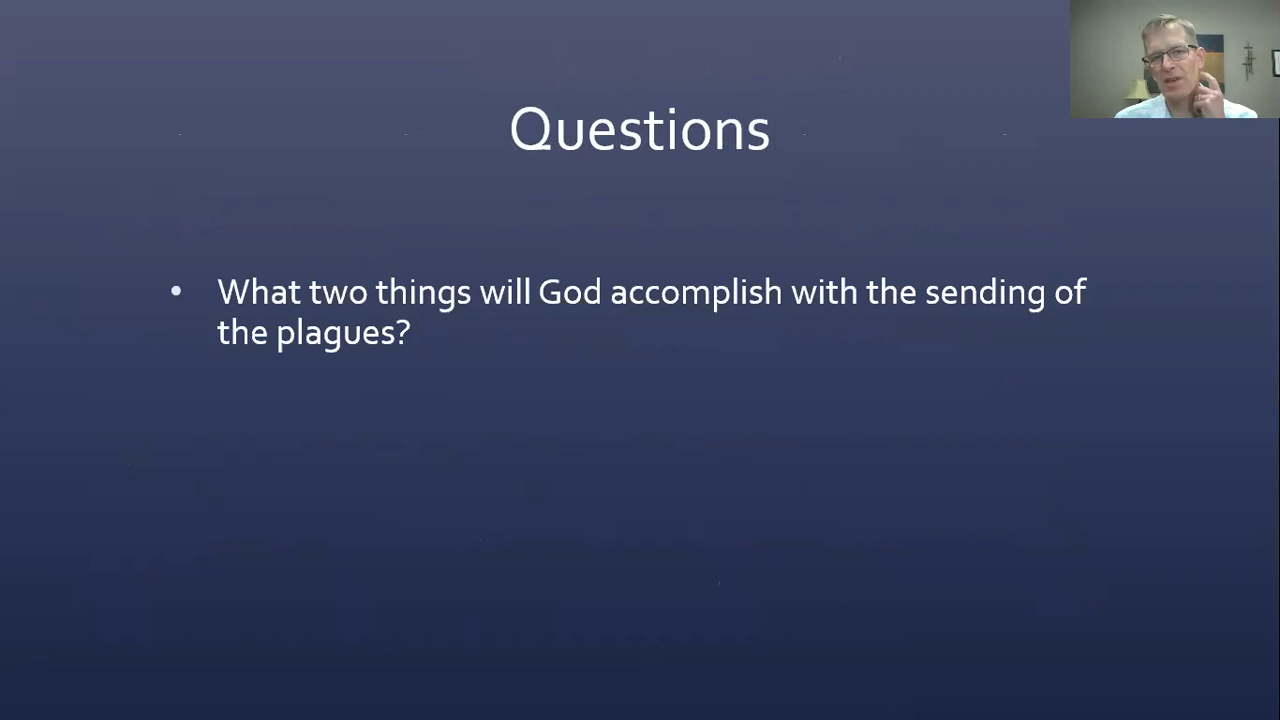 Questions
• What two things will God accomplish with the sending of
the plagues?